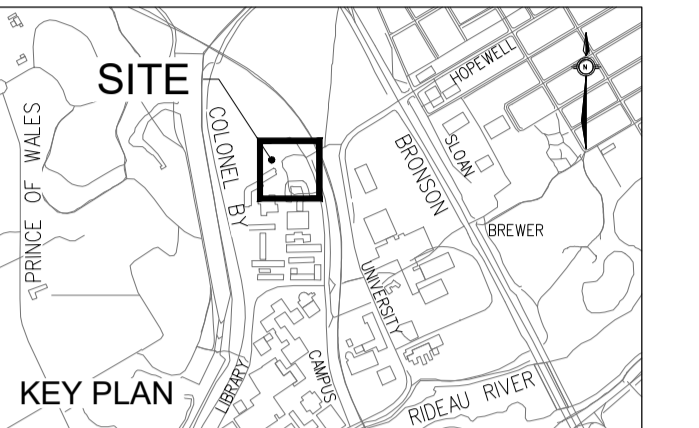 SITE
HOPEWELL
N
PRINCE OF WALES
COLONEL BY
BRONSON
SLOAN
BREWER
UNIVERSITY
LIBRARY
CAMPUS
KEY PLAN
RIDEAU RIVER